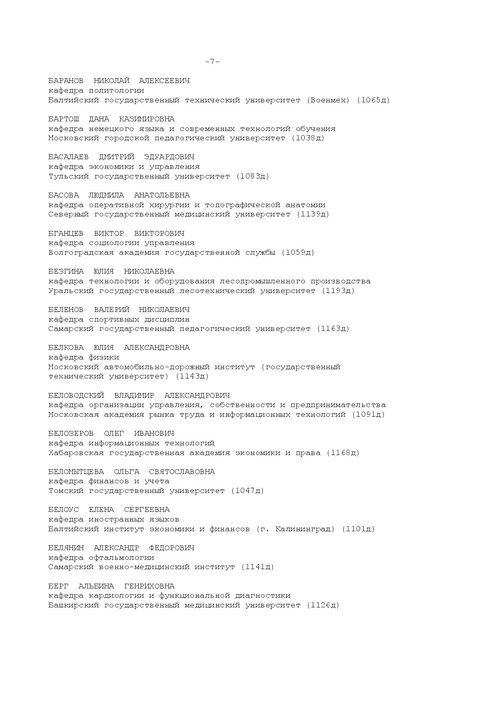 -7-
БАРАНОВ НИКОЛАЙ АЛЕКСЕЕВИЧ
кафедра политологии
Балтийский государственный технический университет (Военмех) (1065д)
БАРТОШ ДАНА КАЗИМИРОВНА
кафедра немецкого языка и современных технологий обучения
Московский городской педагогический университет (1038д)
БАСАЛАЕВ ДМИТРИЙ ЭДУАРДОВИЧ
кафедра экономики и управления
Тульский государственный университет (1083д)
БАСОВА ЛЮДМИЛА АНАТОЛЬЕВНА
кафедра оперативной хирургии и топографической анатомии
Северный государственный медицинский университет (1139д)
БГАНЦЕВ ВИКТОР ВИКТОРОВИЧ
кафедра социологии управления
Волгоградская академия государственной службы (1059д)
БЕЗГИНА ЮЛИЯ НИКОЛАЕВНА
кафедра технологии и оборудования лесопромышленного производства
Уральский государственный лесотехнический университет (1193д)
БЕЛЕНОВ ВАЛЕРИЙ НИКОЛАЕВИЧ
кафедра спортивных дисциплин
Самарский государственный педагогический университет (1163д)
БЕЛКОВА ЮЛИЯ АЛЕКСАНДРОВНА
кафедра физики
Московский автомобильно-дорожный институт (государственный
технический университет) (1143д)
БЕЛОВОДСКИЙ ВЛАДИМИР АЛЕКСАНДРОВИЧ
кафедра организации управления, собственности и предпринимательства
Московская академия рынка труда и информационных технологий (1091д)
БЕЛОЗЕРОВ ОЛЕГ ИВАНОВИЧ
кафедра информационных технологий
Хабаровская государственная академия экономики и права (1168д)
БЕЛОМЫТЦЕВА ОЛЬГА СВЯТОСЛАВОВНА
кафедра финансов и учета
Томский государственный университет (1047д)
БЕЛОУС ЕЛЕНА СЕРГЕЕВНА
кафедра иностранных языков
Балтийский институт экономики и финансов (г. Калининград) (1101д)
БЕЛЯНИН АЛЕКСАНДР ФЕДОРОВИЧ
кафедра офтальмологии
Самарский военно-медицинский институт (1141д)
БЕРГ АЛЬБИНА ГЕНРИХОВНА
кафедра кардиологии и функциональной диагностики
Башкирский государственный медицинский университет (1126д)